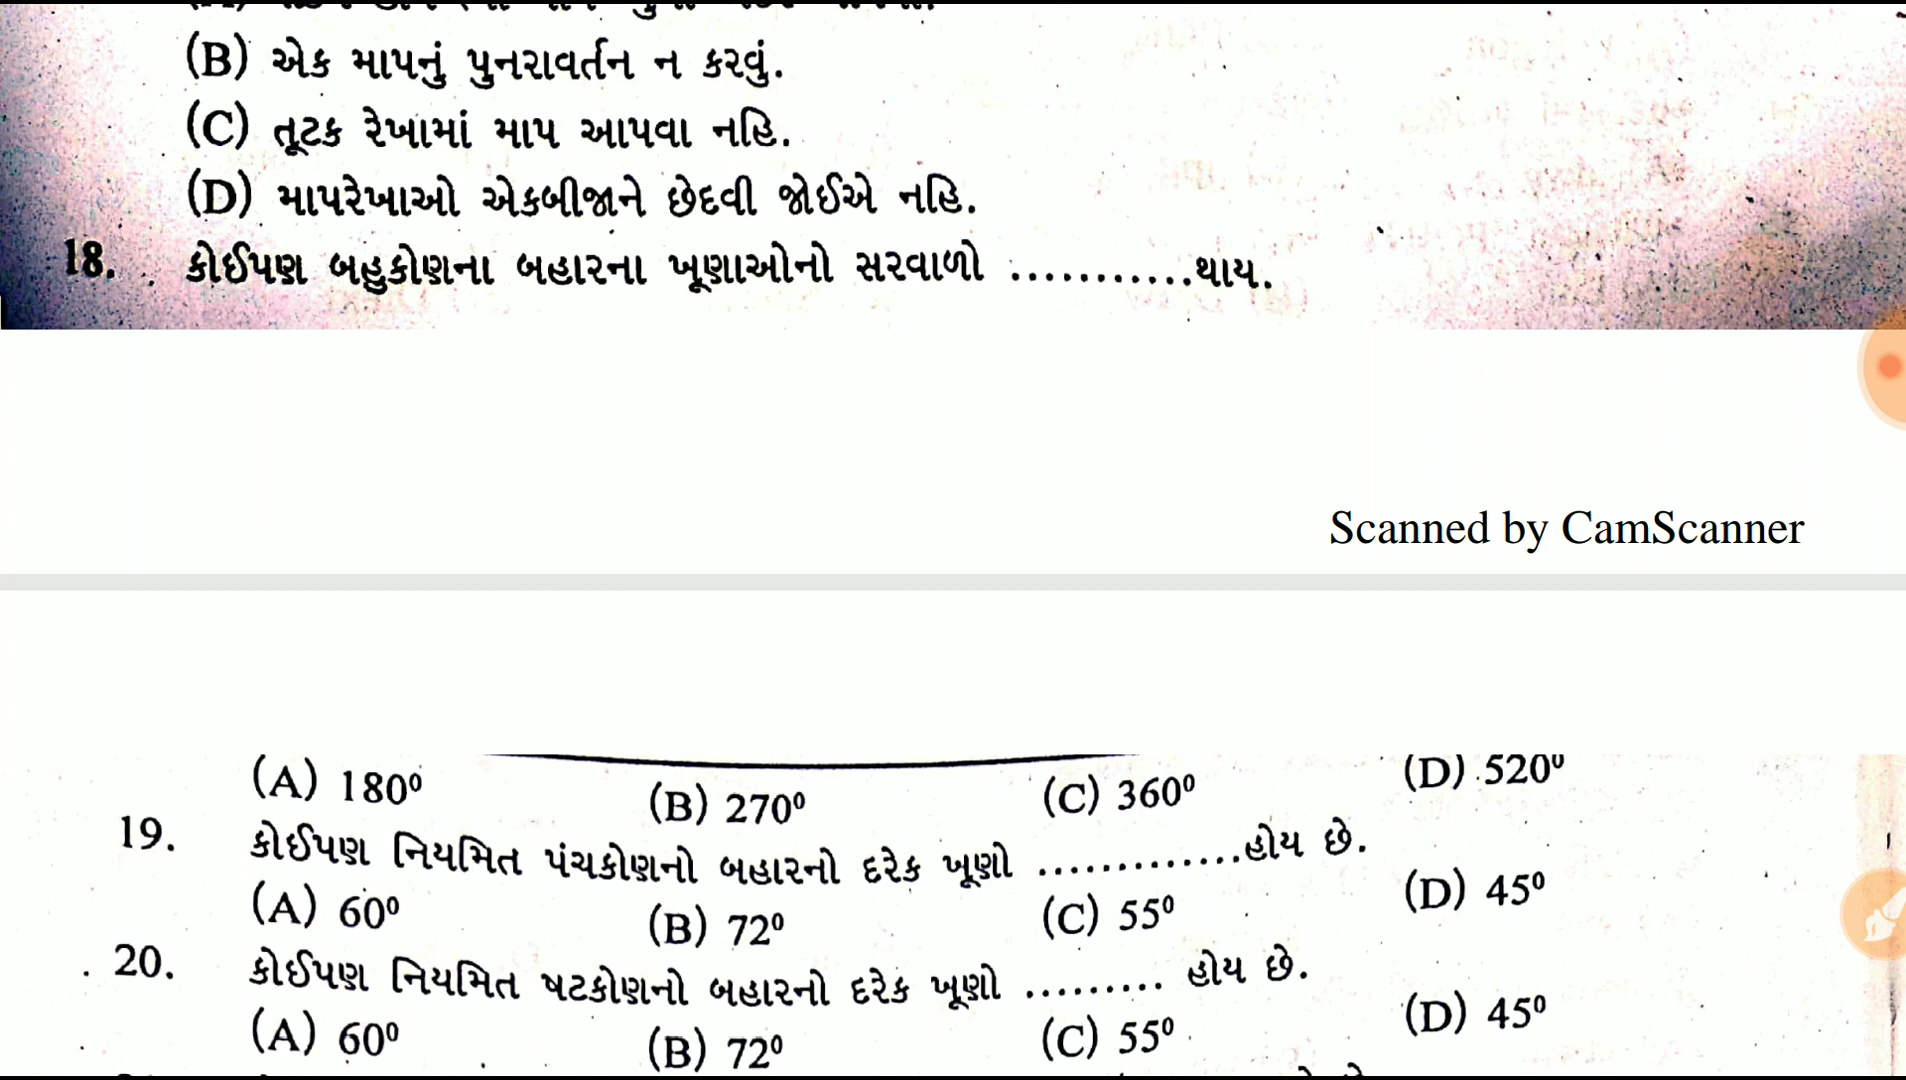 (B) એક માપનું પુનરાવર્તન ન કરવું.
(C) તૂટક રેખામાં માપ આપવા નહિ.
(D) માપરેખાઓ એકબીજાને છેદવી જોઈએ નહિ.
18. કોઈપણ બહુકોણના બહારના ખૂણાઓનો સરવાળો ...........થાય.
Scanned by CamScanner
(A) 180⁰ (B) 270⁰ (C) 360⁰ (D) 520⁰
19. કોઈપણ નિયમિત પંચકોણનો બહારનો દરેક ખૂણો .............હોય છે.
(A) 60⁰ (B) 72⁰ (C) 55⁰ (D) 45⁰
20. કોઈપણ નિયમિત ષટકોણનો બહારનો દરેક ખૂણો ......... હોય છે.
(A) 60⁰ (B) 72⁰ (C) 55⁰ (D) 45⁰